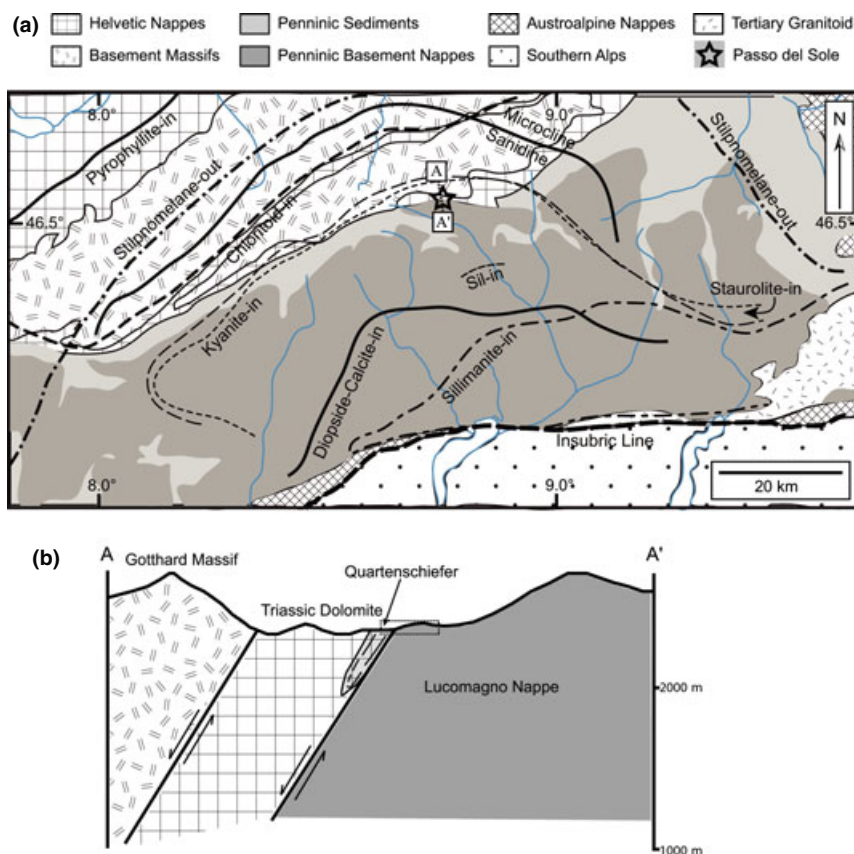 (a)
Helvetic Nappes
Penninic Sediments
Austroalpine Nappes
Tertiary Granitoid
Basement Massifs
Penninic Basement Nappes
Southern Alps
Passo del Sole
8.0°
9.0°
N
Pyrophyllite-in
Stilpnomelane-out
Chloritoid-in
Microcline
Sanidine
Stilpnomelane-out
A
A'
46.5°
46.5°
Kyanite-in
Sil-in
Staurolite-in
Diopside-Calcite-in
Sillimanite-in
Insubric Line
8.0°
9.0°
20 km
(b)
A
A'
Gotthard Massif
Quartenschiefer
Triassic Dolomite
Lucomagno Nappe
2000 m
1000 m